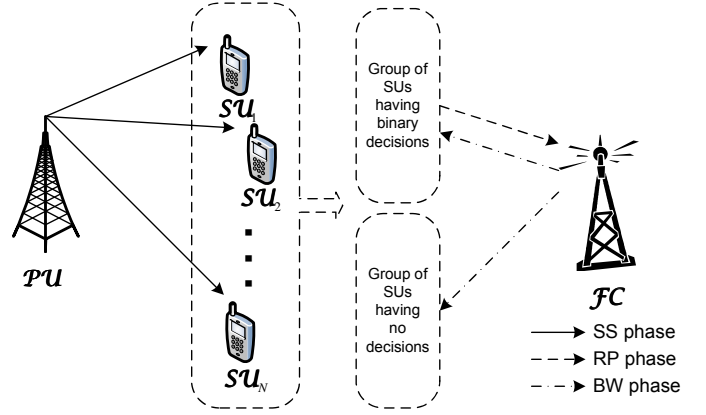 SU1
SU2
SUN
PU
Group of
SUs
having
binary
decisions
Group of
SUs
having
no
decisions
FC
SS phase
RP phase
BW phase